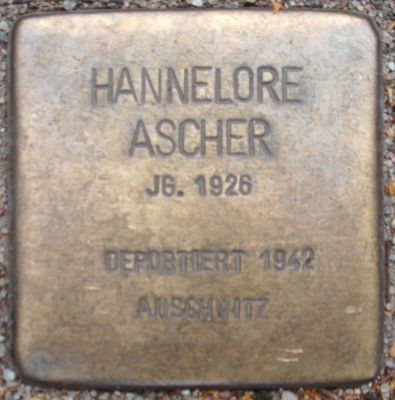 HANNELORE
ASCHER
JG. 1926
DEPORTIERT 1942
AUSCHWITZ